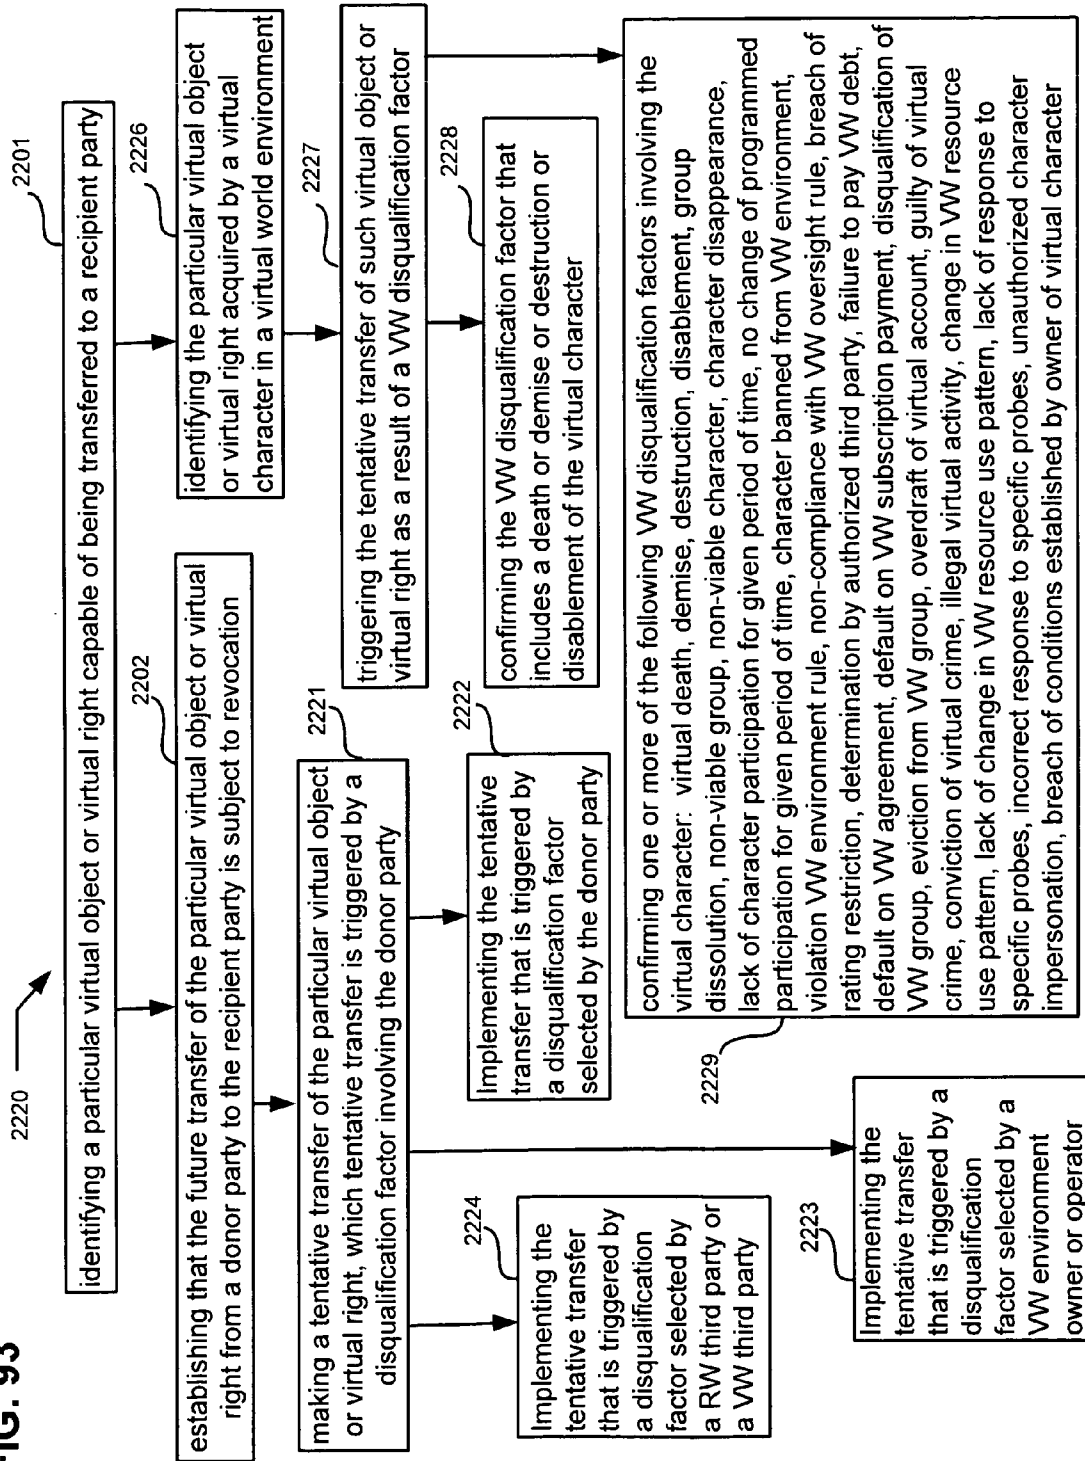 FIG. 93
2220
2201
identifying a particular virtual object or virtual right capable of being transferred to a recipient party
2202
establishing that the future transfer of the particular virtual object or virtual
right from a donor party to the recipient party is subject to revocation
2226
identifying the particular virtual object
or virtual right acquired by a virtual
character in a virtual world environment
2221
making a tentative transfer of the particular virtual object
or virtual right, which tentative transfer is triggered by a
disqualification factor involving the donor party
2227
triggering the tentative transfer of such virtual object or
virtual right as a result of a VW disqualification factor
2222
Implementing the tentative
transfer that is triggered by
a disqualification factor
selected by the donor party
2228
confirming the VW disqualification factor that
includes a death or demise or destruction or
disablement of the virtual character
2224
Implementing the
tentative transfer
that is triggered by
a disqualification
factor selected by
a RW third party or
a VW third party
2223
Implementing the
tentative transfer
that is triggered by a
disqualification
factor selected by a
VW environment
owner or operator
2229
confirming one or more of the following VW disqualification factors involving the
virtual character: virtual death, demise, destruction, disablement, group
dissolution, non-viable group, non-viable character, character disappearance,
lack of character participation for given period of time, no change of programmed
participation for given period of time, character banned from VW environment,
violation VW environment rule, non-compliance with VW oversight rule, breach of
rating restriction, determination by authorized third party, failure to pay VW debt,
default on VW agreement, default on VW subscription payment, disqualification of
VW group, eviction from VW group, overdraft of virtual account, guilty of virtual
crime, conviction of virtual crime, illegal virtual activity, change in VW resource
use pattern, lack of change in VW resource use pattern, lack of response to
specific probes, incorrect response to specific probes, unauthorized character
impersonation, breach of conditions established by owner of virtual character